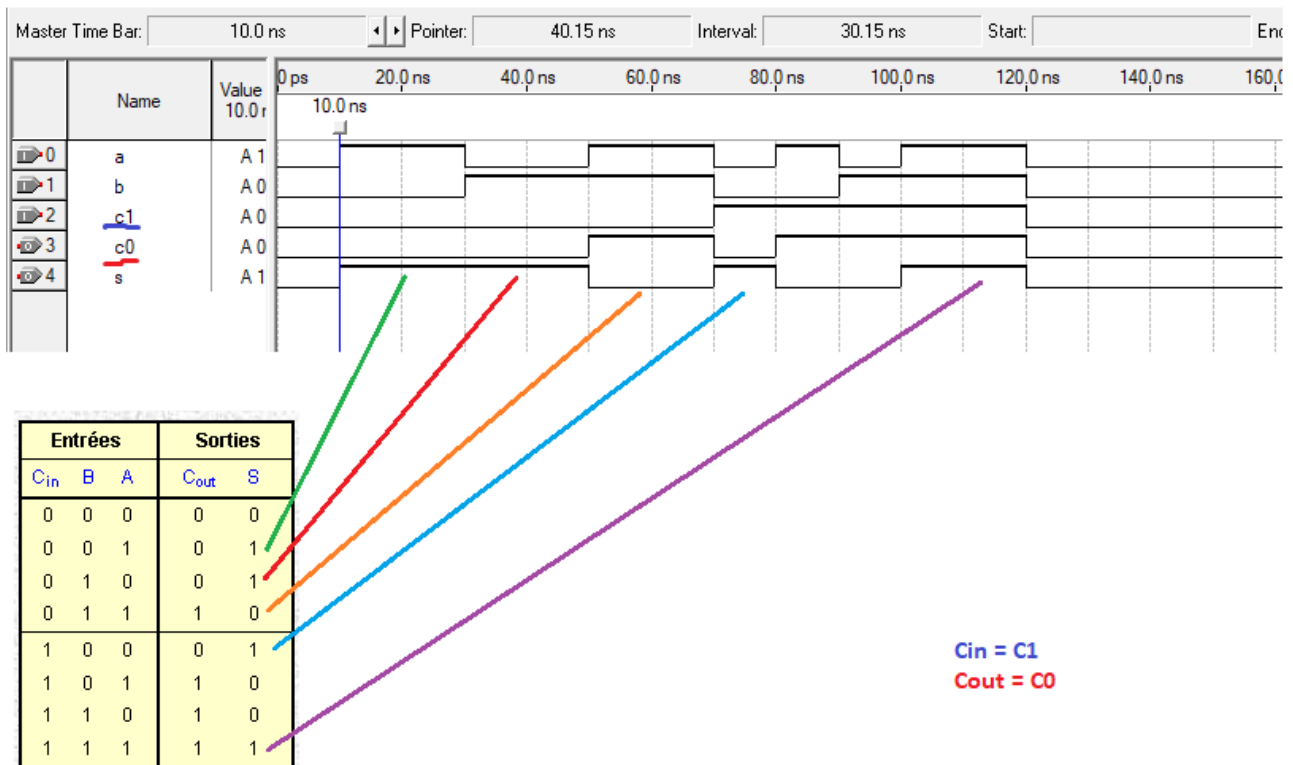 Master Time Bar: 10.0 ns Pointer: 40.15 ns Interval: 30.15 ns Start: En
Name Value 10.0 r
0 ps 20.0 ns 40.0 ns 60.0 ns 80.0 ns 100.0 ns 120.0 ns 140.0 ns 160.0
10.0 ns
0 a A 1
1 b A 0
2 c1 A 0
3 c0 A 0
4 s A 1
Entrées Sorties
Cin B A Cout S
0 0 0 0 0
0 0 1 0 1
0 1 0 0 1
0 1 1 1 0
1 0 0 0 1
1 0 1 1 0
1 1 0 1 0
1 1 1 1 1
Cin = C1
Cout = C0